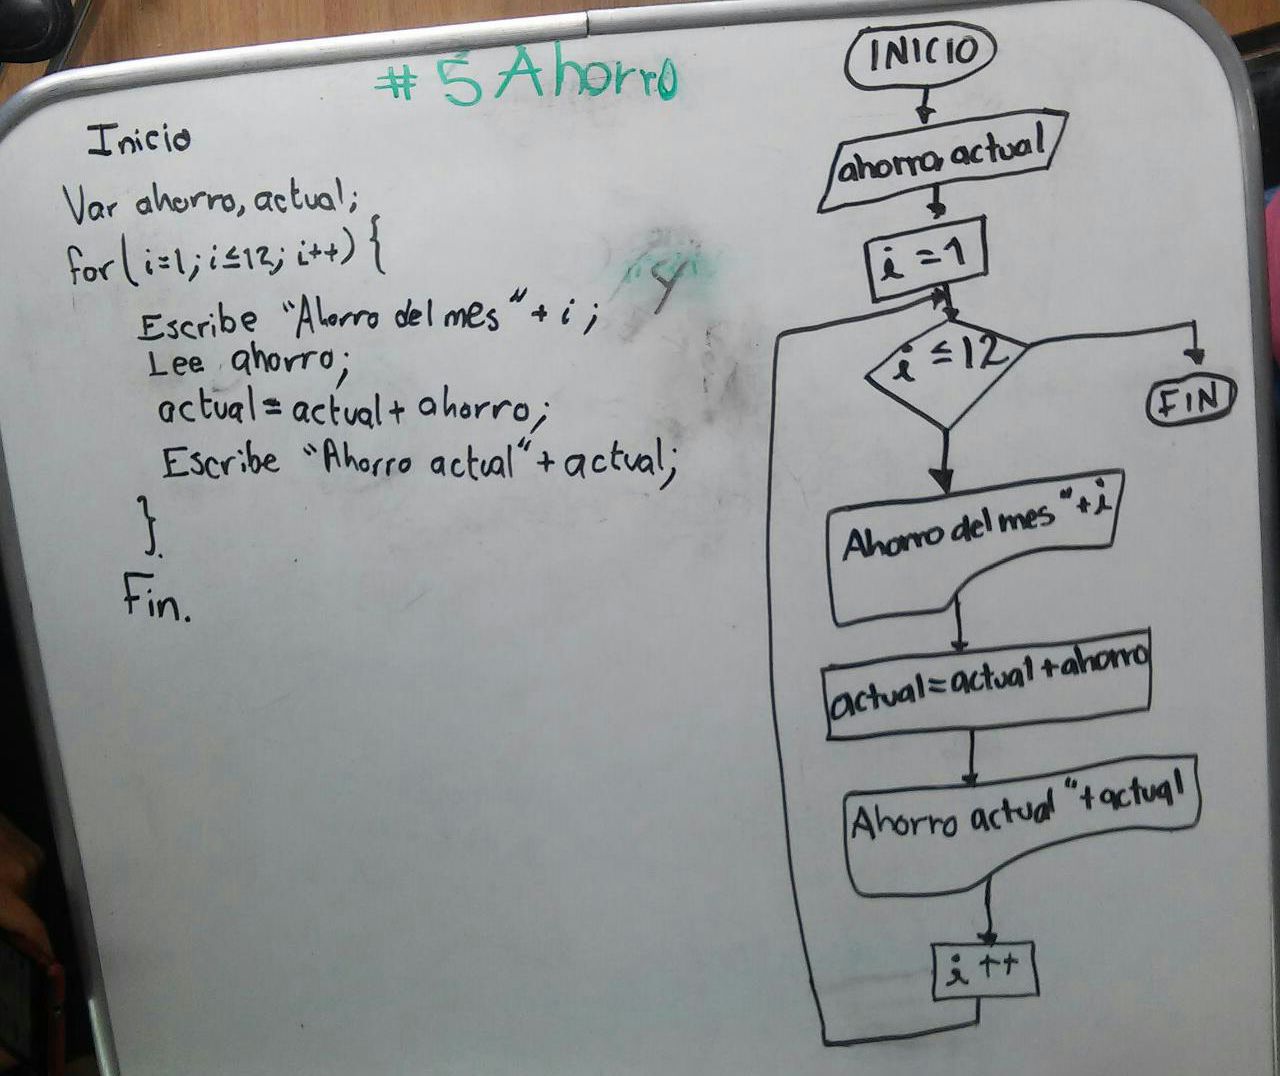 #5 Ahorro
Inicio
Var ahorro, actual;
for(i=1; i≤12; i++){
Escribe "Ahorro del mes" + i;
Lee ahorro;
actual = actual + ahorro;
Escribe "Ahorro actual" + actual;
}.
Fin.
INICIO
ahorro, actual
i = 1
i ≤ 12
FIN
Ahorro del mes " + i
actual = actual + ahorro
Ahorro actual " + actual
i ++